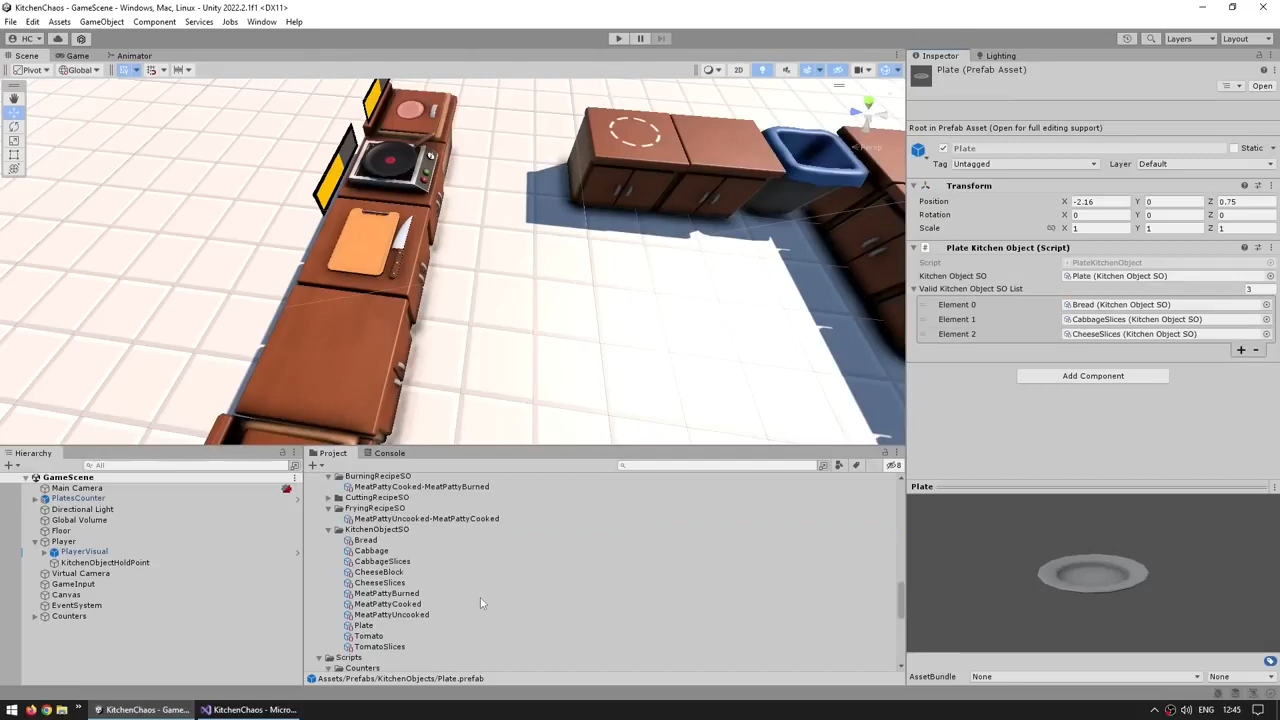 KitchenChaos - GameScene - Windows, Mac, Linux - Unity 2022.2.1f1 <DX11>
File Edit Assets GameObject Component Services Jobs Window Help
HC Layers Layout
Scene Game Animator
Pivot Global 2D
Persp
Inspector Lighting
Plate (Prefab Asset)
Open
Root in Prefab Asset (Open for full editing support)
Plate Static
Tag Untagged Layer Default
Transform
Position X -2.16 Y 0 Z 0.75
Rotation X 0 Y 0 Z 0
Scale X 1 Y 1 Z 1
# Plate Kitchen Object (Script)
Script PlateKitchenObject
Kitchen Object SO Plate (Kitchen Object SO)
Valid Kitchen Object SO List 3
Element 0 Bread (Kitchen Object SO)
Element 1 CabbageSlices (Kitchen Object SO)
Element 2 CheeseSlices (Kitchen Object SO)
+ -
Add Component
Hierarchy
+ All
GameScene
Main Camera
PlatesCounter
Directional Light
Global Volume
Floor
Player
PlayerVisual
KitchenObjectHoldPoint
Virtual Camera
GameInput
Canvas
EventSystem
Counters
Project Console
+ 8
BurningRecipeSO
MeatPattyCooked-MeatPattyBurned
CuttingRecipeSO
FryingRecipeSO
MeatPattyUncooked-MeatPattyCooked
KitchenObjectSO
Bread
Cabbage
CabbageSlices
CheeseBlock
CheeseSlices
MeatPattyBurned
MeatPattyCooked
MeatPattyUncooked
Plate
Tomato
TomatoSlices
Scripts
Counters
Assets/Prefabs/KitchenObjects/Plate.prefab
Plate
AssetBundle None None
KitchenChaos - Game... KitchenChaos - Micro... 12:45